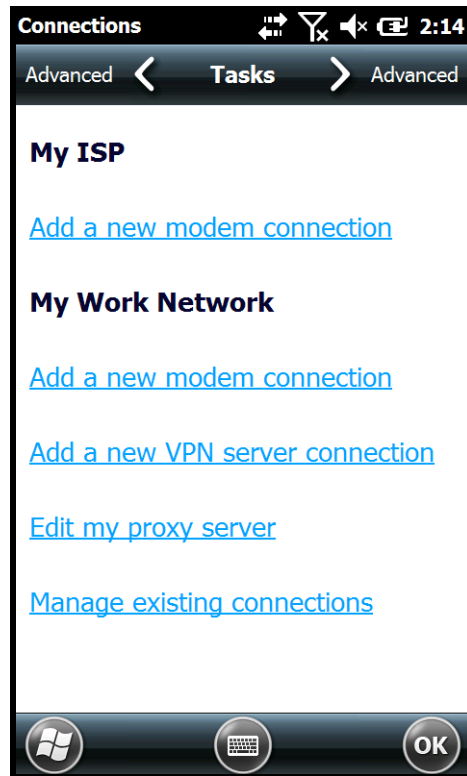 Connections 2:14
Advanced Tasks Advanced
My ISP
Add a new modem connection
My Work Network
Add a new modem connection
Add a new VPN server connection
Edit my proxy server
Manage existing connections
OK